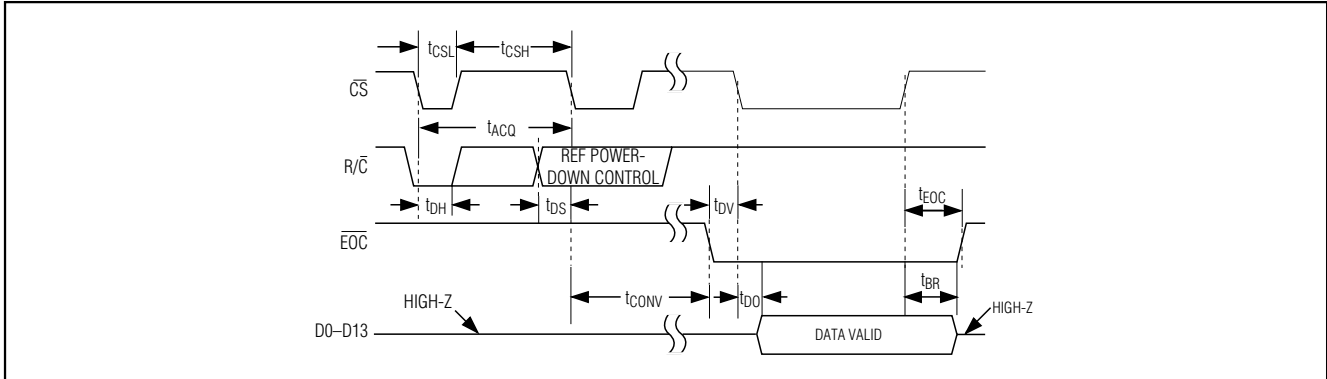 tCSL
tCSH
CS
tACQ
R/C
REF POWER-
DOWN CONTROL
tDH
tDS
tDV
tEOC
EOC
tCONV
tDO
tBR
HIGH-Z
HIGH-Z
D0–D13
DATA VALID